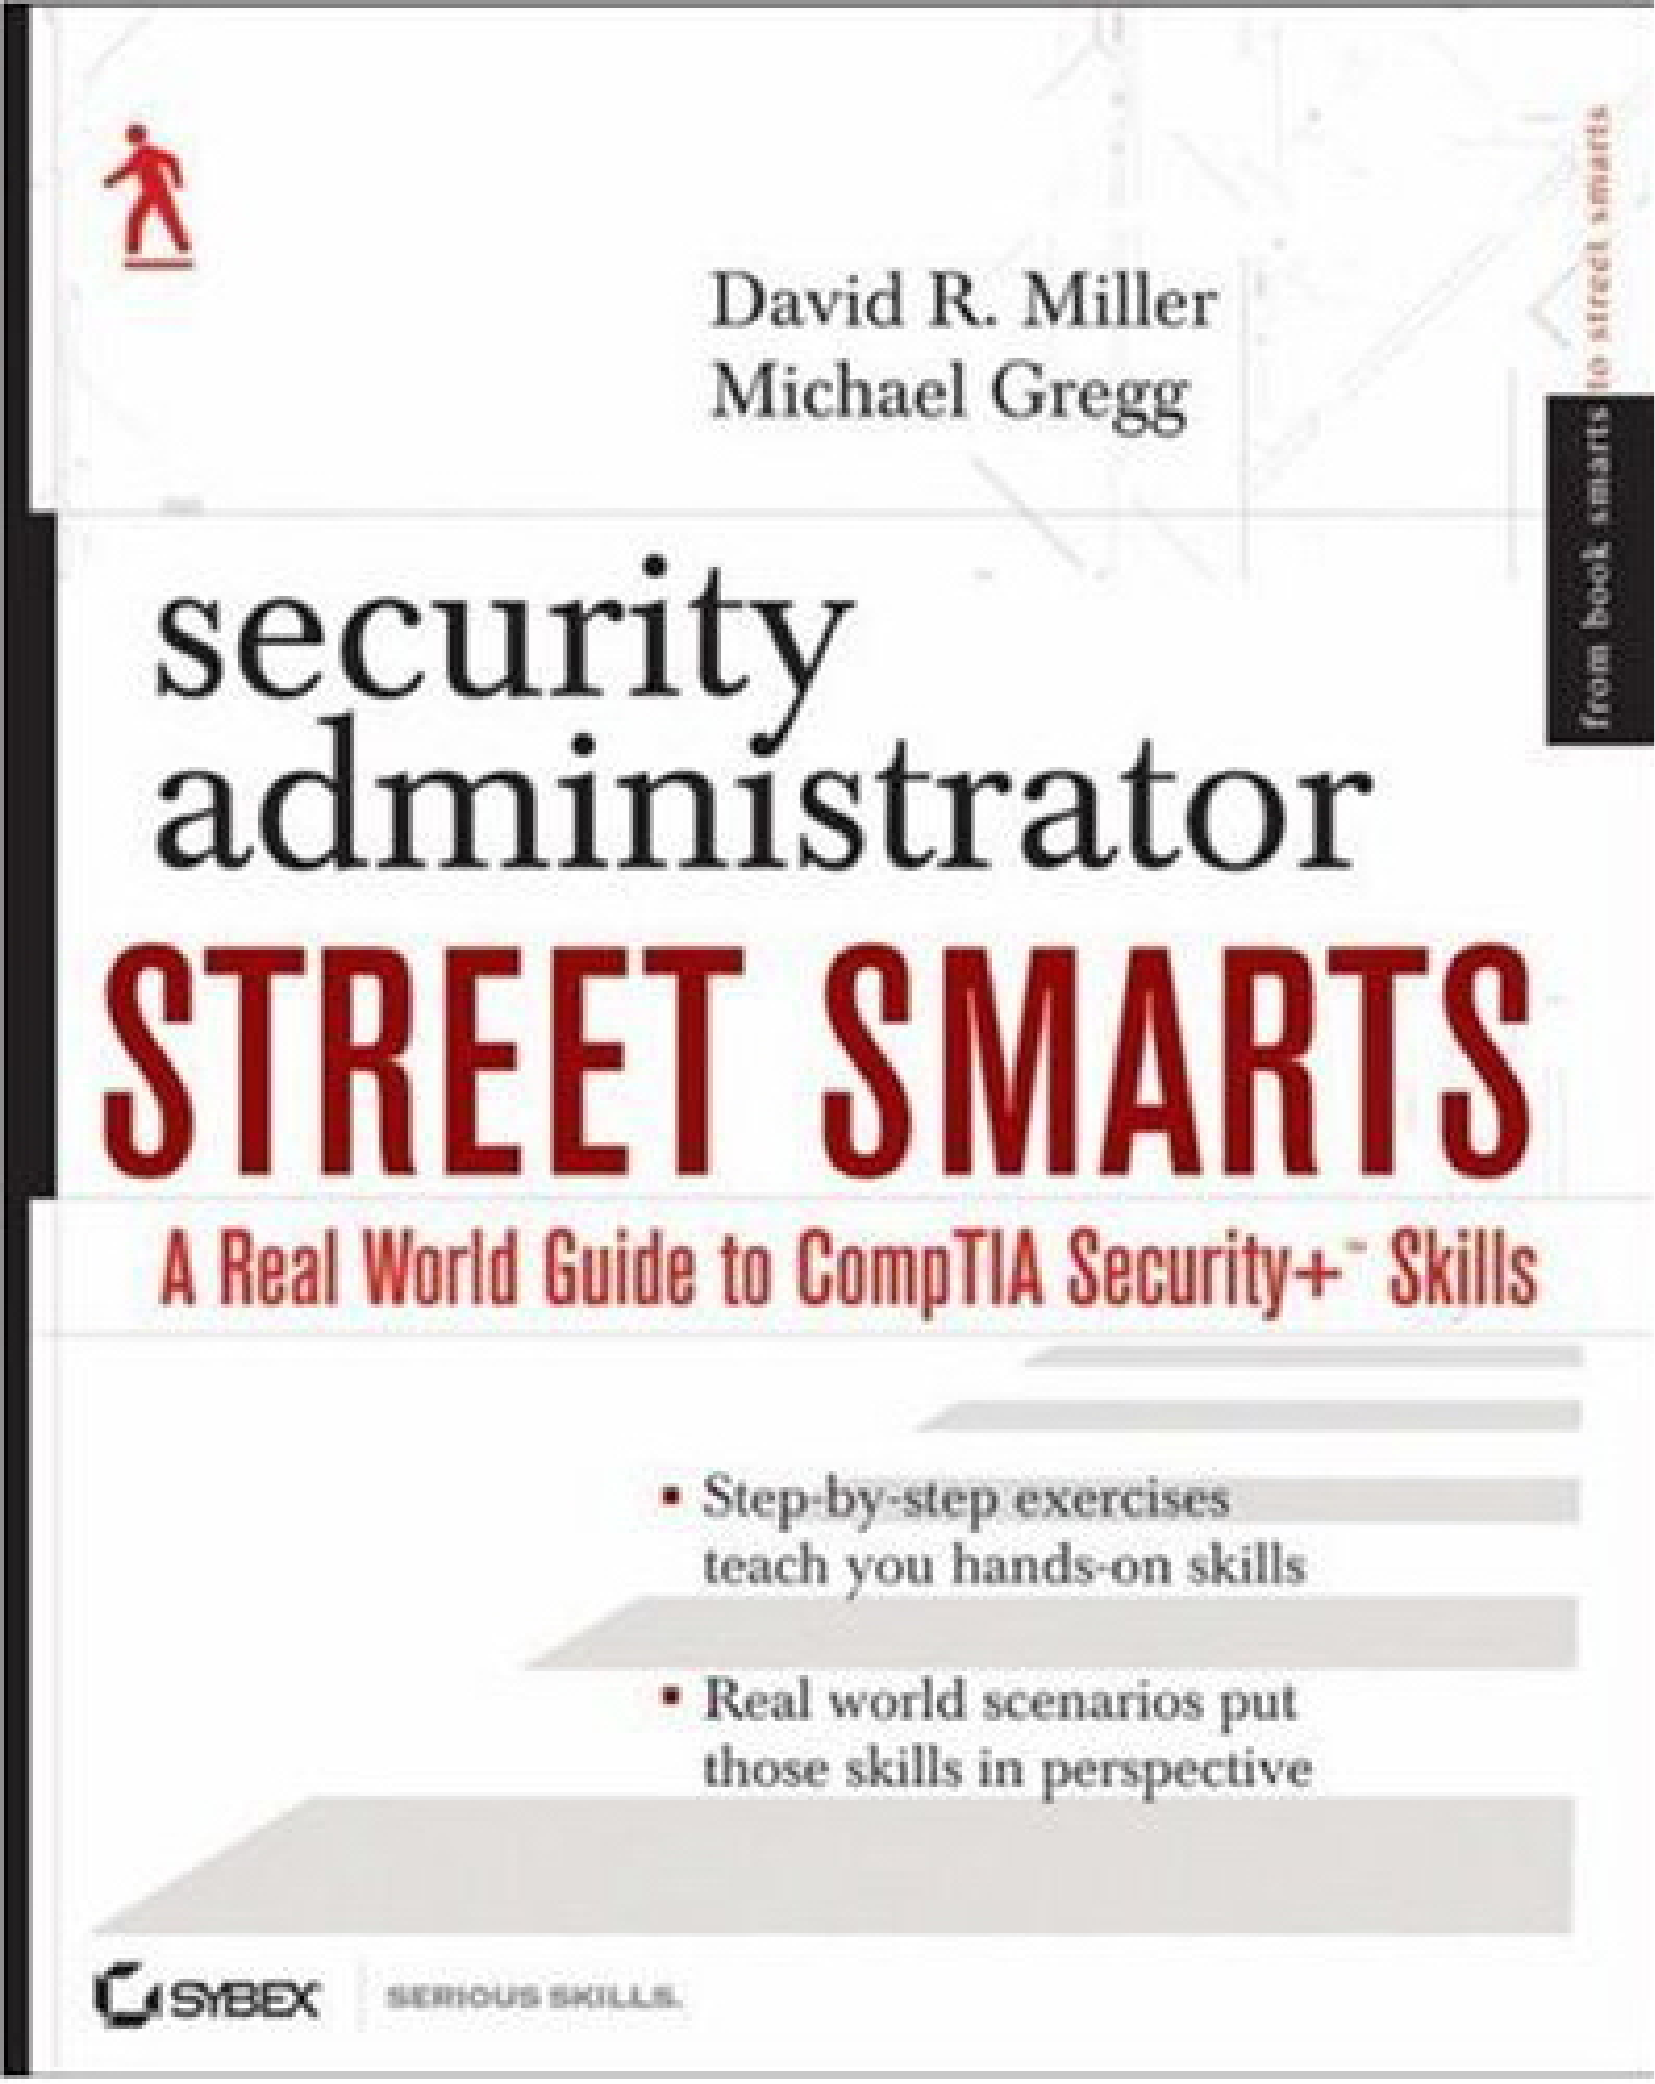 David R. Miller
Michael Gregg
from book smarts to street smarts
security
administrator
STREET SMARTS
A Real World Guide to CompTIA Security+™ Skills
▪ Step-by-step exercises
teach you hands-on skills
▪ Real world scenarios put
those skills in perspective
SYBEX
SERIOUS SKILLS.